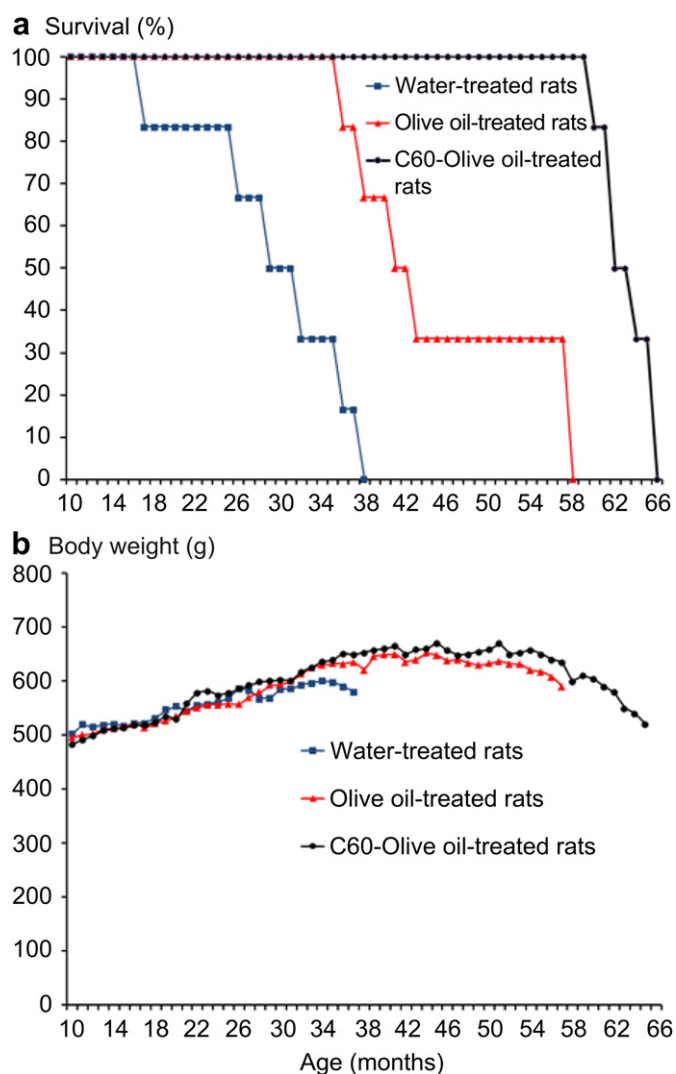 a Survival (%)
100
90
80
70
60
50
40
30
20
10
0
Water-treated rats
Olive oil-treated rats
C60-Olive oil-treated
rats
10 14 18 22 26 30 34 38 42 46 50 54 58 62 66
b Body weight (g)
800
700
600
500
400
300
200
100
0
Water-treated rats
Olive oil-treated rats
C60-Olive oil-treated rats
10 14 18 22 26 30 34 38 42 46 50 54 58 62 66
Age (months)